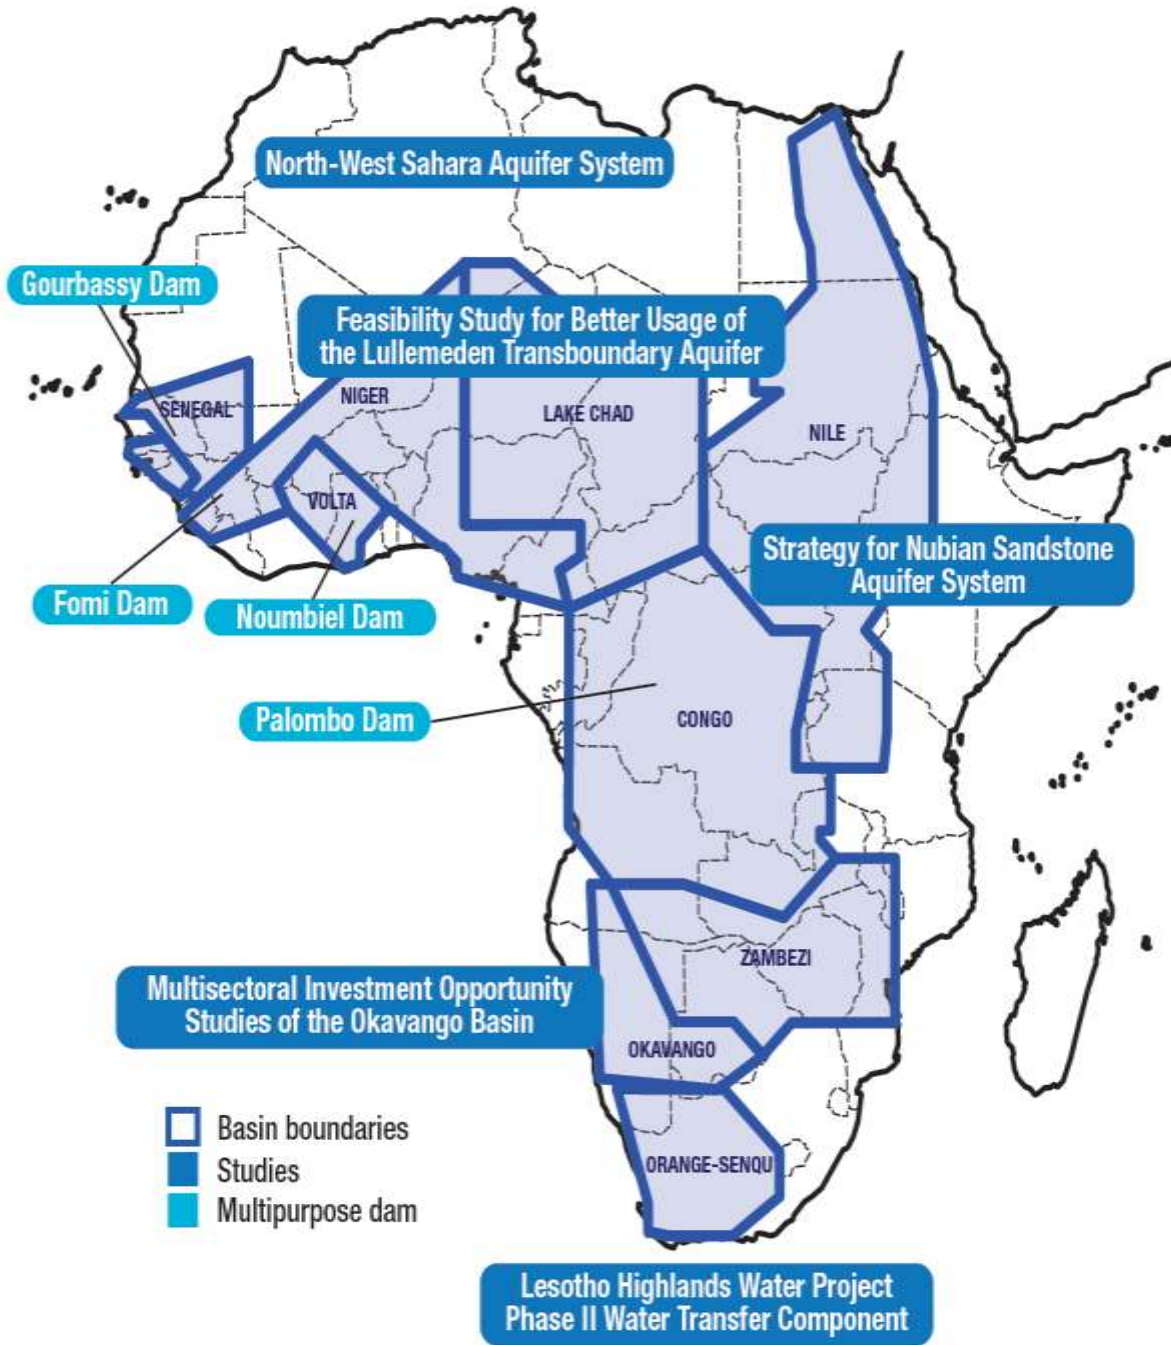 North-West Sahara Aquifer System
Gourbassy Dam
Feasibility Study for Better Usage of
the Lullemeden Transboundary Aquifer
SENEGAL
NIGER
LAKE CHAD
NILE
VOLTA
Strategy for Nubian Sandstone
Aquifer System
Fomi Dam
Noumbiel Dam
Palombo Dam
CONGO
ZAMBEZI
Multisectoral Investment Opportunity
Studies of the Okavango Basin
OKAVANGO
Basin boundaries
Studies
Multipurpose dam
ORANGE-SENQU
Lesotho Highlands Water Project
Phase II Water Transfer Component